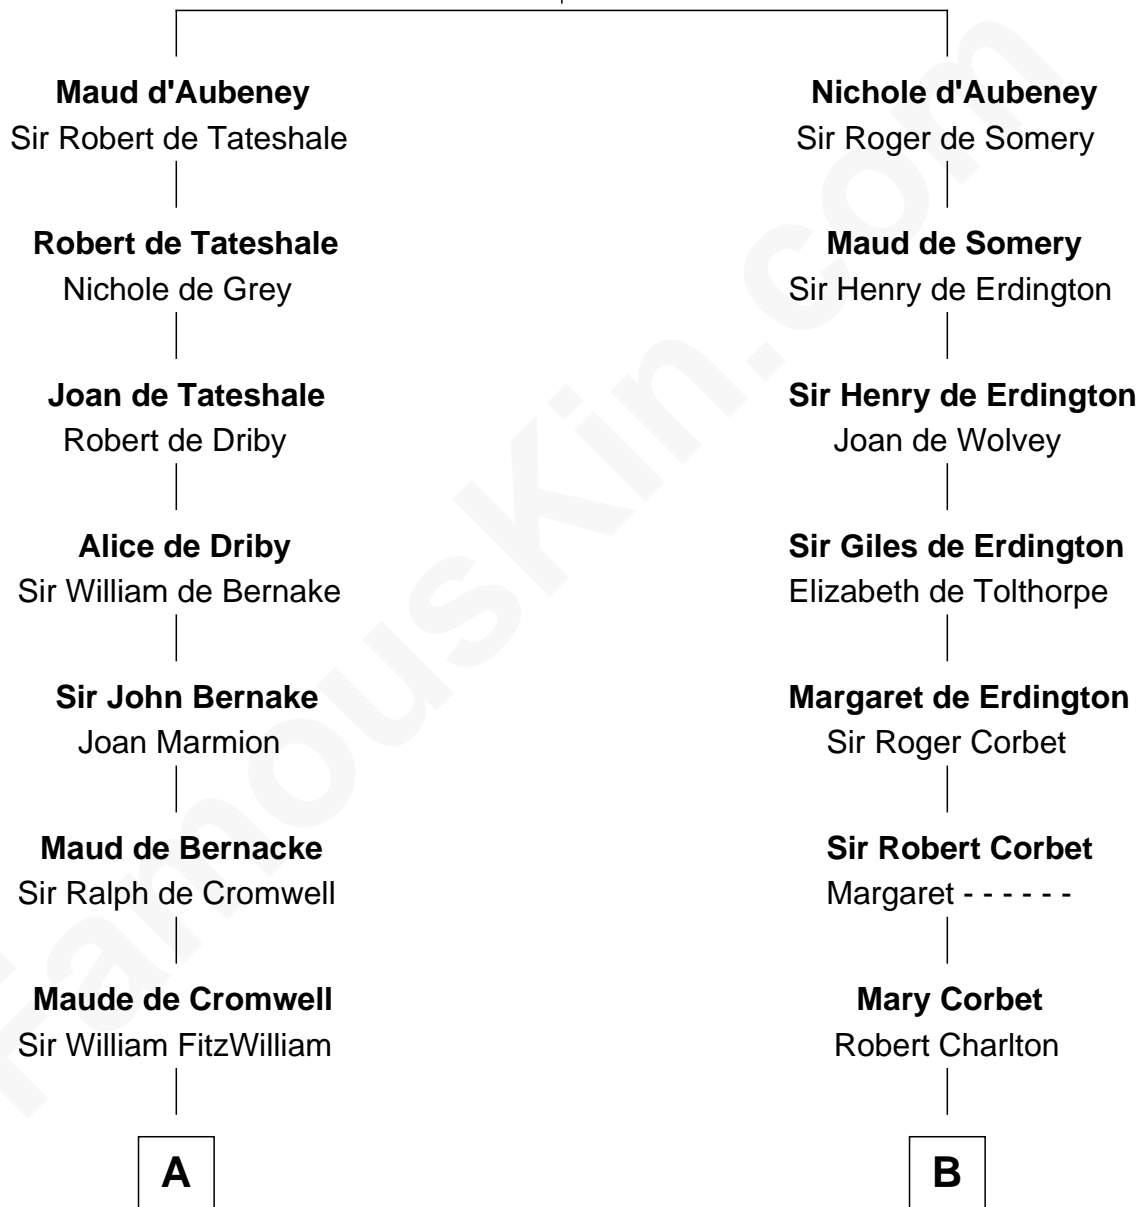 Maud d'Aubeney
Sir Robert de Tateshale
Nichole d'Aubeney
Sir Roger de Somery
Robert de Tateshale
Nichole de Grey
Maud de Somery
Sir Henry de Erdington
Joan de Tateshale
Robert de Driby
Sir Henry de Erdington
Joan de Wolvey
Alice de Driby
Sir William de Bernake
Sir Giles de Erdington
Elizabeth de Tolthorpe
Sir John Bernake
Joan Marmion
Margaret de Erdington
Sir Roger Corbet
Maud de Bernacke
Sir Ralph de Cromwell
Sir Robert Corbet
Margaret - - - - - -
Maude de Cromwell
Sir William FitzWilliam
Mary Corbet
Robert Charlton
A
B
FamousKin.com